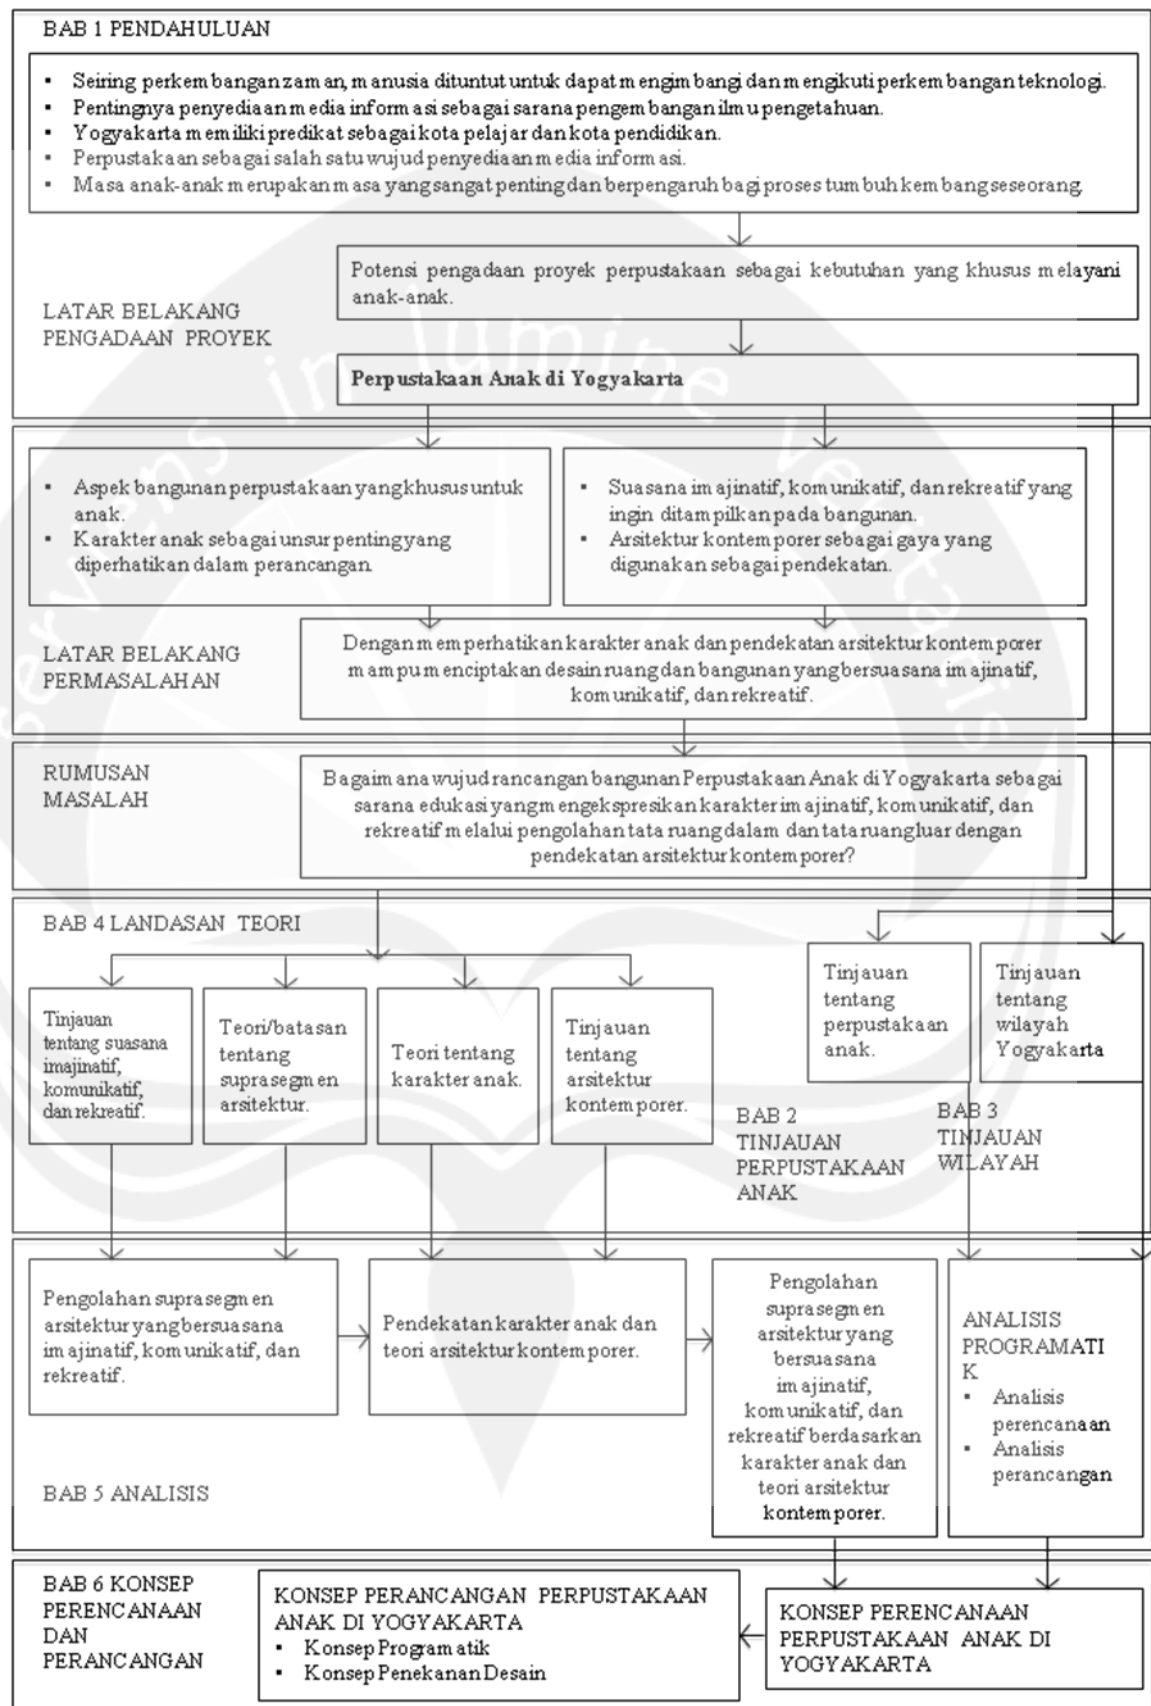 BAB 1 PENDAHULUAN
▪ Seiring perkembangan zaman, manusia dituntut untuk dapat mengimbangi dan mengikuti perkembangan teknologi.
▪ Pentingnya penyediaan media informasi sebagai sarana pengembangan ilmu pengetahuan.
▪ Yogyakarta memiliki predikat sebagai kota pelajar dan kota pendidikan.
▪ Perpustakaan sebagai salah satu wujud penyediaan media informasi.
▪ Masa anak-anak merupakan masa yang sangat penting dan berpengaruh bagi proses tumbuh kembang seseorang.
Potensi pengadaan proyek perpustakaan sebagai kebutuhan yang khusus melayani
anak-anak.
LATAR BELAKANG
PENGADAAN PROYEK
Perpustakaan Anak di Yogyakarta
▪ Aspek bangunan perpustakaan yang khusus untuk
anak.
▪ Karakter anak sebagai unsur penting yang
diperhatikan dalam perancangan.
▪ Suasana imajinatif, komunikatif, dan rekreatif yang
ingin ditampilkan pada bangunan.
▪ Arsitektur kontemporer sebagai gaya yang
digunakan sebagai pendekatan.
LATAR BELAKANG
PERMASALAHAN
Dengan memperhatikan karakter anak dan pendekatan arsitektur kontemporer
mampu menciptakan desain ruang dan bangunan yang bersuasana imajinatif,
komunikatif, dan rekreatif.
RUMUSAN
MASALAH
Bagaimana wujud rancangan bangunan Perpustakaan Anak di Yogyakarta sebagai
sarana edukasi yang mengekspresikan karakter imajinatif, komunikatif, dan
rekreatif melalui pengolahan tata ruang dalam dan tata ruang luar dengan
pendekatan arsitektur kontemporer?
BAB 4 LANDASAN TEORI
Tinjauan
tentang suasana
imajinatif,
komunikatif,
dan rekreatif.
Teori/batasan
tentang
suprasegmen
arsitektur.
Teori tentang
karakter anak.
Tinjauan
tentang
arsitektur
kontemporer.
Tinjauan
tentang
perpustakaan
anak.
Tinjauan
tentang
wilayah
Yogyakarta
BAB 2
TINJAUAN
PERPUSTAKAAN
ANAK
BAB 3
TINJAUAN
WILAYAH
Pengolahan suprasegmen
arsitektur yang bersuasana
imajinatif, komunikatif, dan
rekreatif.
Pendekatan karakter anak dan
teori arsitektur kontemporer.
Pengolahan
suprasegmen
arsitektur yang
bersuasana
imajinatif,
komunikatif, dan
rekreatif berdasarkan
karakter anak dan
teori arsitektur
kontemporer.
ANALISIS
PROGRAMATI
K
▪ Analisis
perencanaan
▪ Analisis
perancangan
BAB 5 ANALISIS
BAB 6 KONSEP
PERENCANAAN
DAN
PERANCANGAN
KONSEP PERANCANGAN PERPUSTAKAAN
ANAK DI YOGYAKARTA
▪ Konsep Programatik
▪ Konsep Penekanan Desain
KONSEP PERENCANAAN
PERPUSTAKAAN ANAK DI
YOGYAKARTA
serviens in lumine veritatis